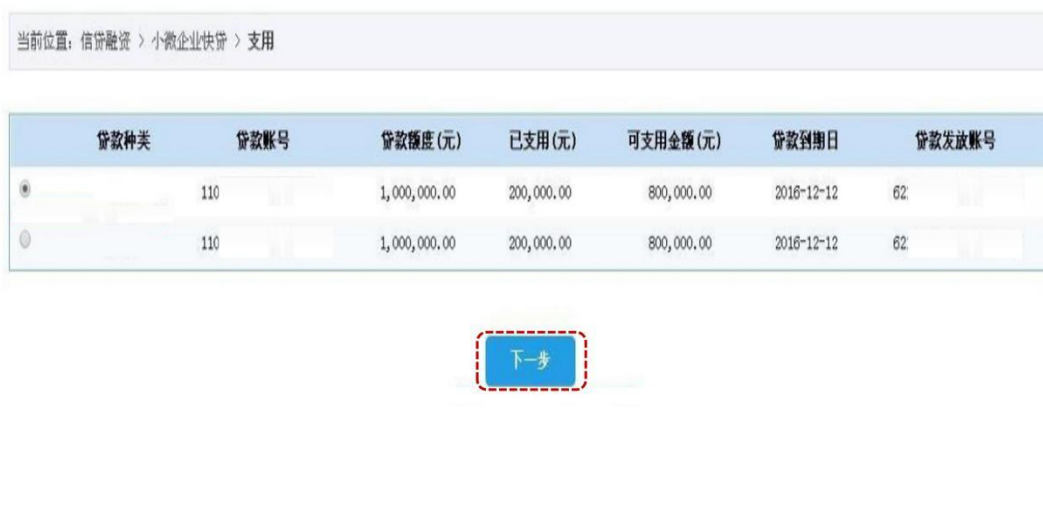 当前位置：信贷融资 > 小微企业快贷 > 支用
贷款种类 贷款账号 贷款额度(元) 已支用(元) 可支用金额(元) 贷款到期日 贷款发放账号
110 1,000,000.00 200,000.00 800,000.00 2016-12-12 62
110 1,000,000.00 200,000.00 800,000.00 2016-12-12 62
下一步